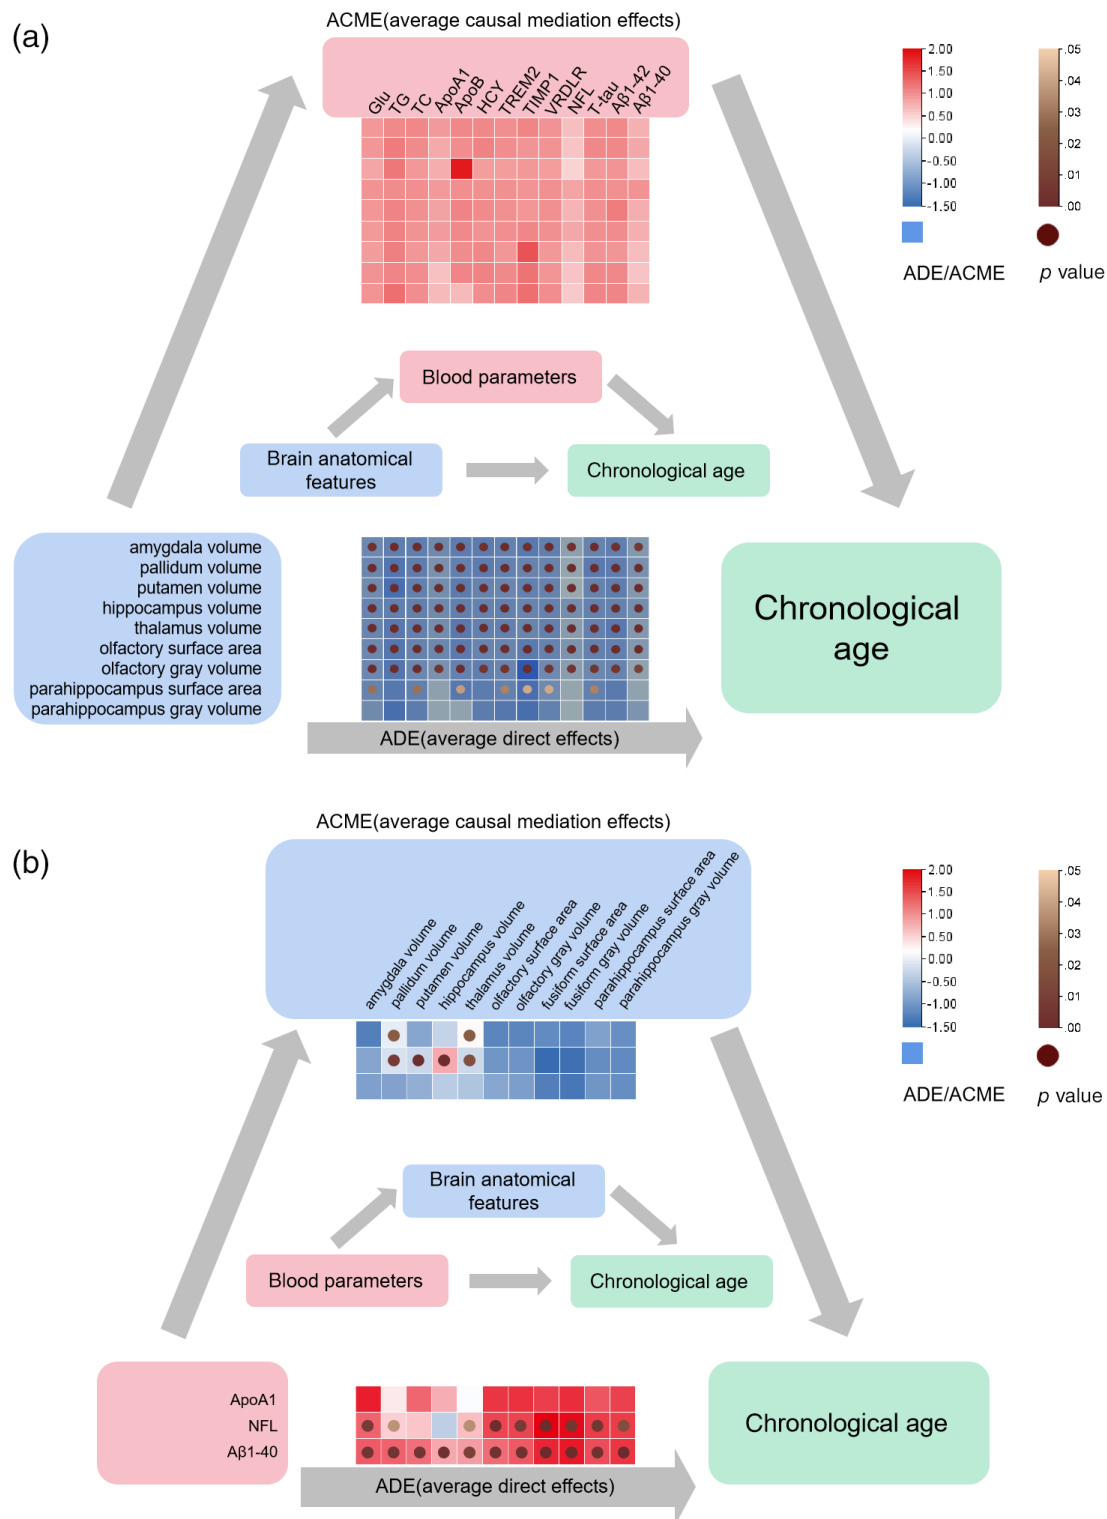 (a)
ACME(average causal mediation effects)
Glu
TG
TC
ApoA1
ApoB
HCY
TREM2
TIMP1
VRDLR
NFL
T-tau
Aβ1-42
Aβ1-40
2.00
1.50
1.00
0.50
0.00
-0.50
-1.00
-1.50
ADE/ACME
.05
.04
.03
.02
.01
.00
p value
Blood parameters
Brain anatomical
features
Chronological age
amygdala volume
pallidum volume
putamen volume
hippocampus volume
thalamus volume
olfactory surface area
olfactory gray volume
parahippocampus surface area
parahippocampus gray volume
ADE(average direct effects)
Chronological
age
(b)
ACME(average causal mediation effects)
amygdala volume
pallidum volume
putamen volume
hippocampus volume
thalamus volume
olfactory surface area
olfactory gray volume
fusiform surface area
fusiform gray volume
parahippocampus surface area
parahippocampus gray volume
2.00
1.50
1.00
0.50
0.00
-0.50
-1.00
-1.50
ADE/ACME
.05
.04
.03
.02
.01
.00
p value
Brain anatomical
features
Blood parameters
Chronological age
ApoA1
NFL
Aβ1-40
ADE(average direct effects)
Chronological age